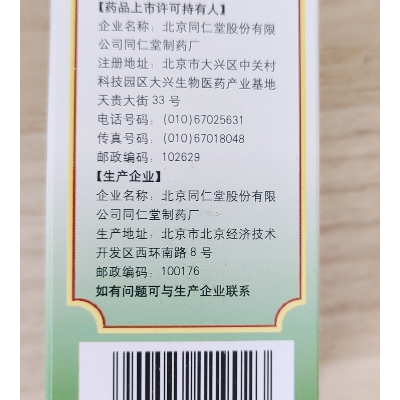 【药品上市许可持有人】
企业名称：北京同仁堂股份有限
公司同仁堂制药厂
注册地址：北京市大兴区中关村
科技园区大兴生物医药产业基地
天贵大街 33 号
电话号码：(010)67025631
传真号码：(010)67018048
邮政编码：102629
【生产企业】
企业名称：北京同仁堂股份有限
公司同仁堂制药厂
生产地址：北京市北京经济技术
开发区西环南路 8 号
邮政编码：100176
如有问题可与生产企业联系